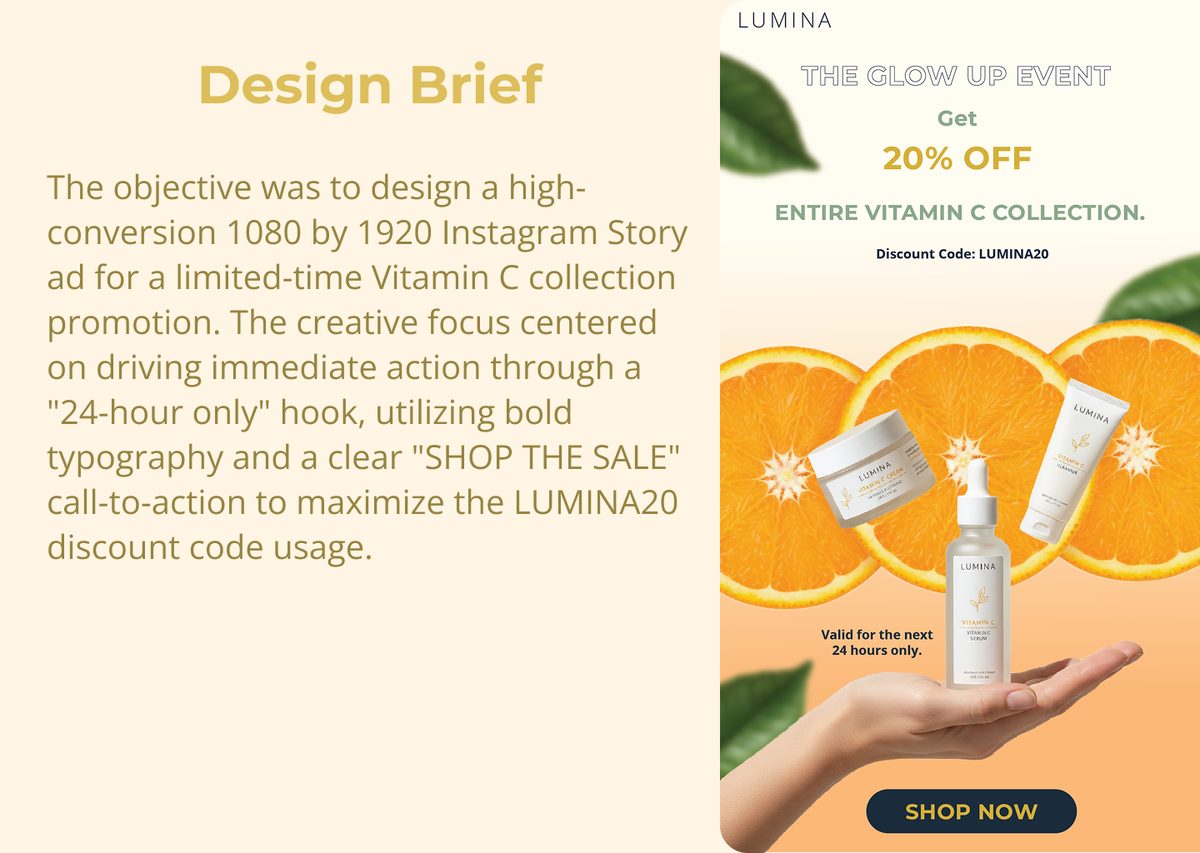 Design Brief
The objective was to design a high-
conversion 1080 by 1920 Instagram Story
ad for a limited-time Vitamin C collection
promotion. The creative focus centered
on driving immediate action through a
"24-hour only" hook, utilizing bold
typography and a clear "SHOP THE SALE"
call-to-action to maximize the LUMINA20
discount code usage.
LUMINA
THE GLOW UP EVENT
Get
20% OFF
ENTIRE VITAMIN C COLLECTION.
Discount Code: LUMINA20
LUMINA
VITAMIN C CREAM
LUMINA
VITAMIN C
CLEANSER
LUMINA
VITAMIN C
VITAMIN C
SERUM
Valid for the next
24 hours only.
SHOP NOW